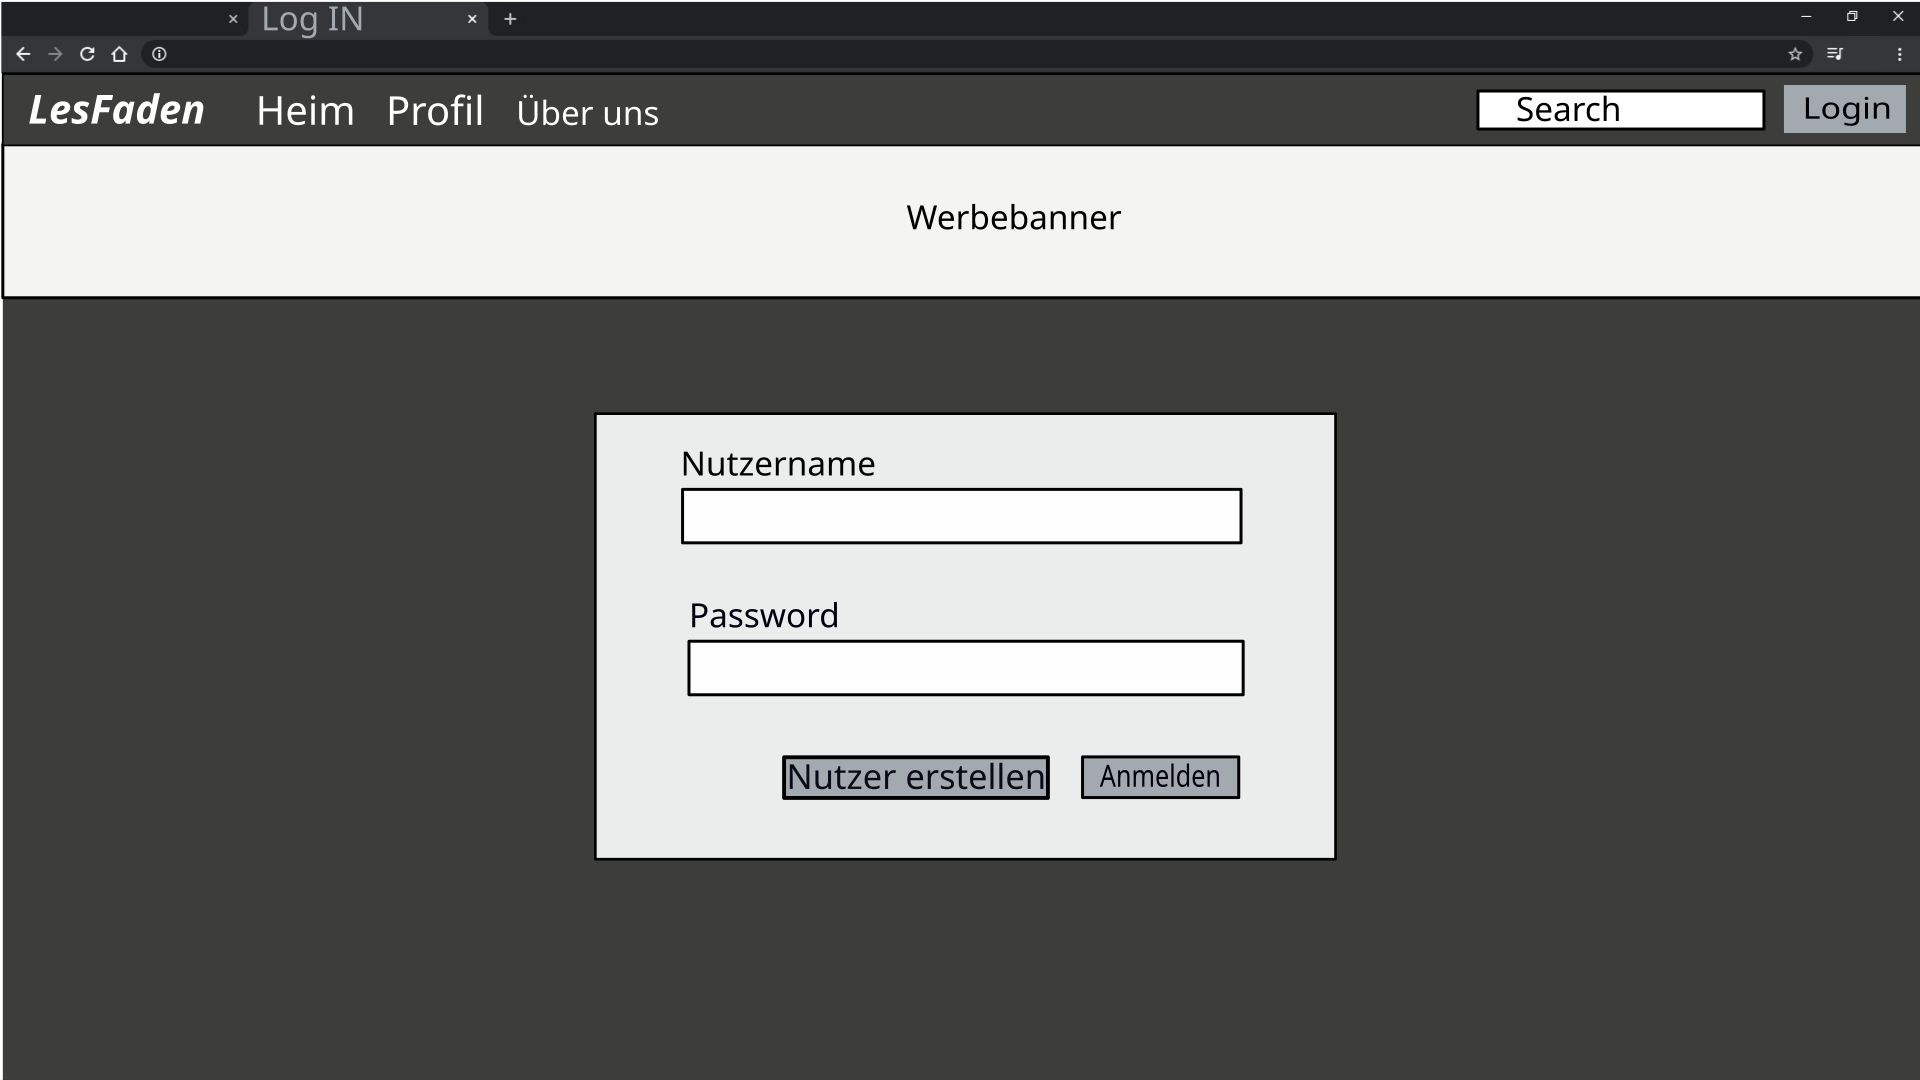 Log IN
LesFaden Heim Profil Über uns Search Login
Werbebanner
Nutzername
Password
Nutzer erstellen Anmelden